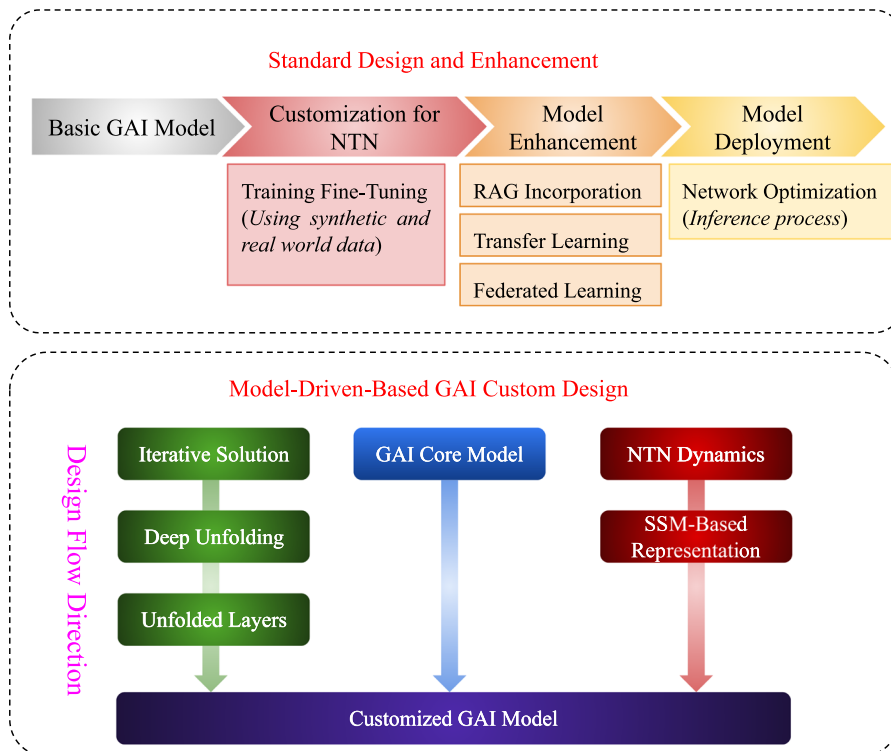 Standard Design and Enhancement
Basic GAI Model
Customization for
NTN
Model
Enhancement
Model
Deployment
Training Fine-Tuning
(Using synthetic and
real world data)
RAG Incorporation
Transfer Learning
Federated Learning
Network Optimization
(Inference process)
Model-Driven-Based GAI Custom Design
Design Flow Direction
Iterative Solution
Deep Unfolding
Unfolded Layers
GAI Core Model
NTN Dynamics
SSM-Based
Representation
Customized GAI Model